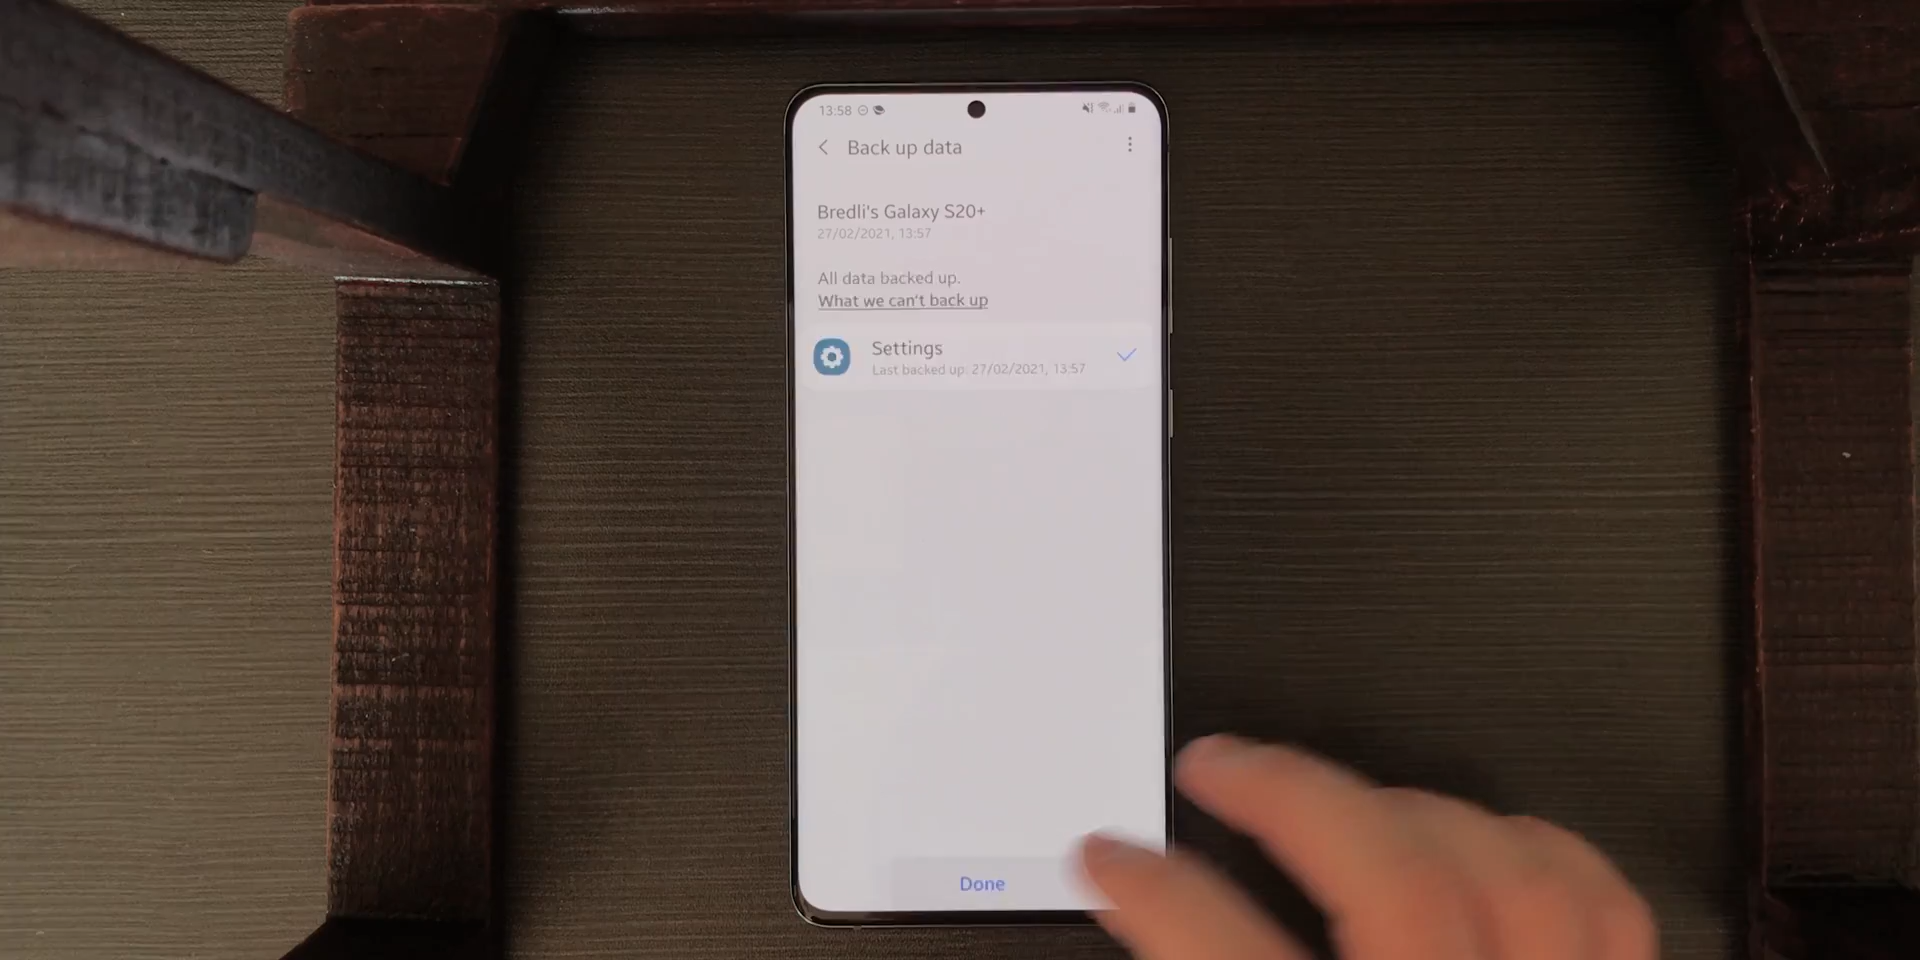 13:58
Back up data
Bredli's Galaxy S20+
27/02/2021, 13:57
All data backed up.
What we can't back up
Settings
Last backed up: 27/02/2021, 13:57
Done